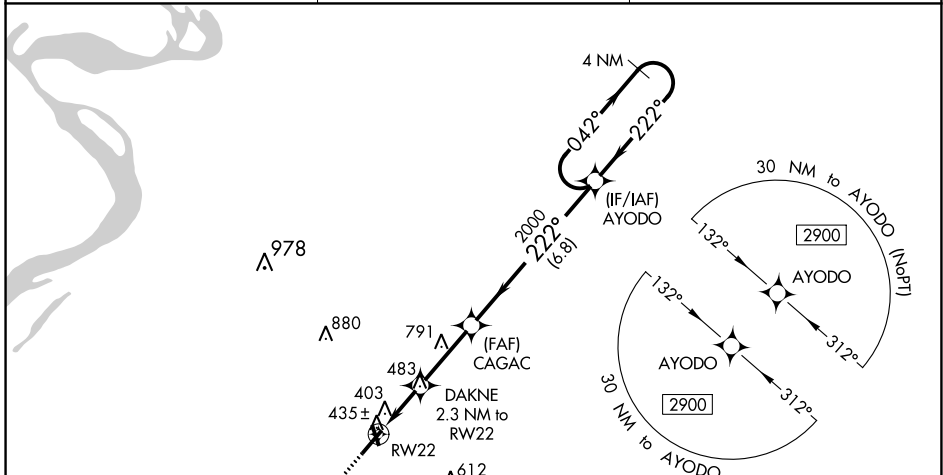 4 NM
042°
222°
(IF/IAF)
AYODO
2000
222°
(6.8)
30 NM to AYODO (NoPT)
132°
2900
AYODO
312°
978
132°
880
791
(FAF)
CAGAC
AYODO
483
DAKNE
2.3 NM to
RW22
403
435±
RW22
2900
312°
30 NM to AYODO
612